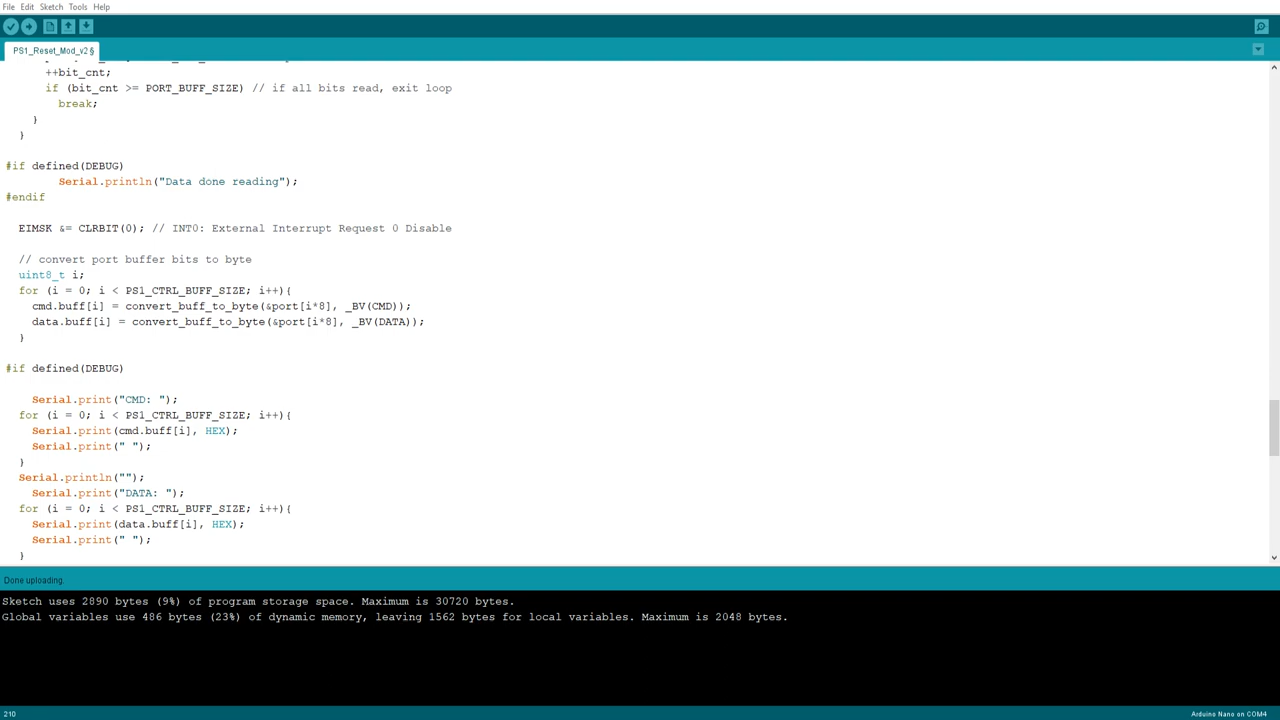 File Edit Sketch Tools Help
PS1_Reset_Mod_v2 §
++bit_cnt;
if (bit_cnt >= PORT_BUFF_SIZE) // if all bits read, exit loop
break;
}
}
#if defined(DEBUG)
Serial.println("Data done reading");
#endif
EIMSK &= CLRBIT(0); // INT0: External Interrupt Request 0 Disable
// convert port buffer bits to byte
uint8_t i;
for (i = 0; i < PS1_CTRL_BUFF_SIZE; i++){
cmd.buff[i] = convert_buff_to_byte(&port[i*8], _BV(CMD));
data.buff[i] = convert_buff_to_byte(&port[i*8], _BV(DATA));
}
#if defined(DEBUG)
Serial.print("CMD: ");
for (i = 0; i < PS1_CTRL_BUFF_SIZE; i++){
Serial.print(cmd.buff[i], HEX);
Serial.print(" ");
}
Serial.println("");
Serial.print("DATA: ");
for (i = 0; i < PS1_CTRL_BUFF_SIZE; i++){
Serial.print(data.buff[i], HEX);
Serial.print(" ");
}
Done uploading.
Sketch uses 2890 bytes (9%) of program storage space. Maximum is 30720 bytes.
Global variables use 486 bytes (23%) of dynamic memory, leaving 1562 bytes for local variables. Maximum is 2048 bytes.
210
Arduino Nano on COM4